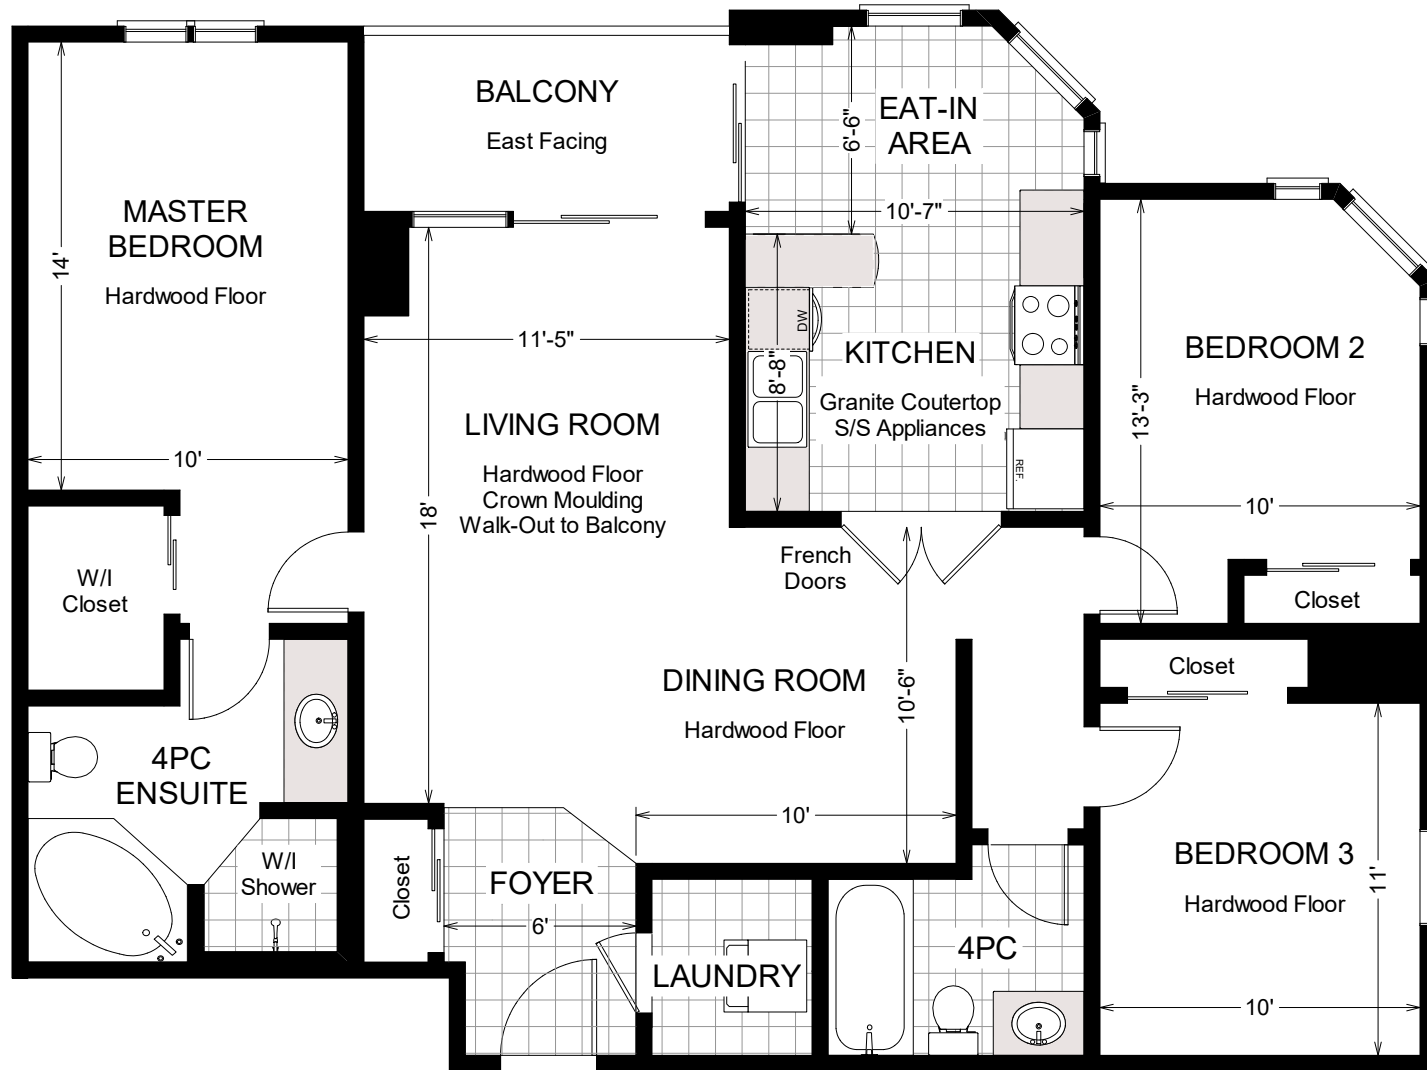 BALCONY
East Facing
EAT-IN
AREA
6'-6"
10'-7"
MASTER
BEDROOM
Hardwood Floor
14'
10'
11'-5"
LIVING ROOM
Hardwood Floor
Crown Moulding
Walk-Out to Balcony
18'
DW
8'-8"
KITCHEN
Granite Coutertop
S/S Appliances
REF.
BEDROOM 2
Hardwood Floor
13'-3"
10'
Closet
French
Doors
W/I
Closet
DINING ROOM
Hardwood Floor
10'-6"
10'
Closet
4PC
ENSUITE
W/I
Shower
Closet
FOYER
6'
LAUNDRY
4PC
BEDROOM 3
Hardwood Floor
11'
10'